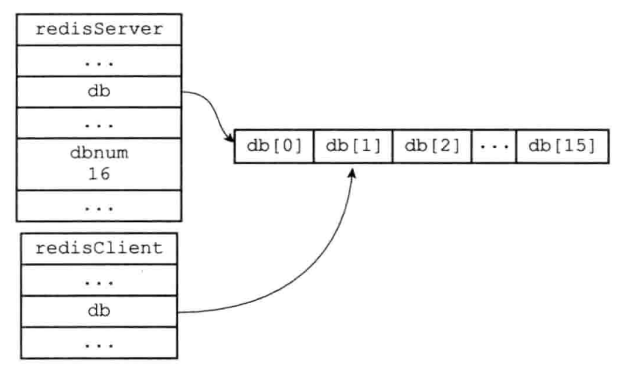 redisServer
...
db
...
dbnum
16
...
db[0] db[1] db[2] ... db[15]
redisClient
...
db
...